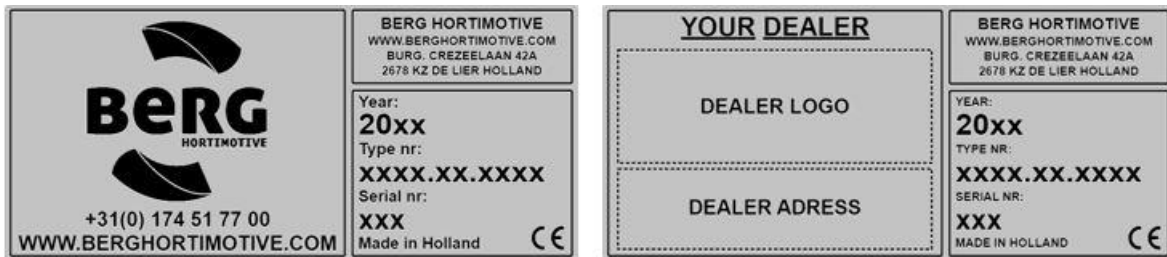 BERG
HORTIMOTIVE
+31(0) 174 51 77 00
WWW.BERGHORTIMOTIVE.COM
BERG HORTIMOTIVE
WWW.BERGHORTIMOTIVE.COM
BURG. CREZEELAAN 42A
2678 KZ DE LIER HOLLAND
Year:
20xx
Type nr:
xxxx.xx.xxxx
Serial nr:
xxx
Made in Holland CE
YOUR DEALER
DEALER LOGO
DEALER ADRESS
BERG HORTIMOTIVE
WWW.BERGHORTIMOTIVE.COM
BURG. CREZEELAAN 42A
2678 KZ DE LIER HOLLAND
YEAR:
20xx
TYPE NR:
xxxx.xx.xxxx
SERIAL NR:
xxx
MADE IN HOLLAND CE